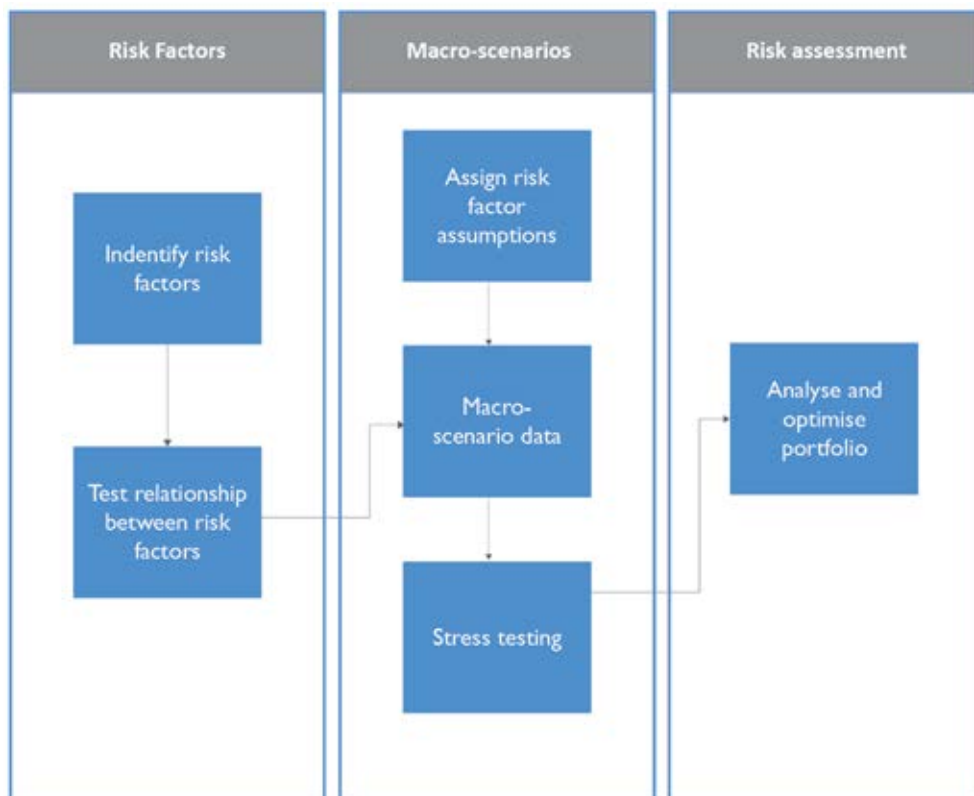 Risk Factors
Macro-scenarios
Risk assessment
Indentify risk
factors
Test relationship
between risk
factors
Assign risk
factor
assumptions
Macro-
scenario data
Stress testing
Analyse and
optimise
portfolio